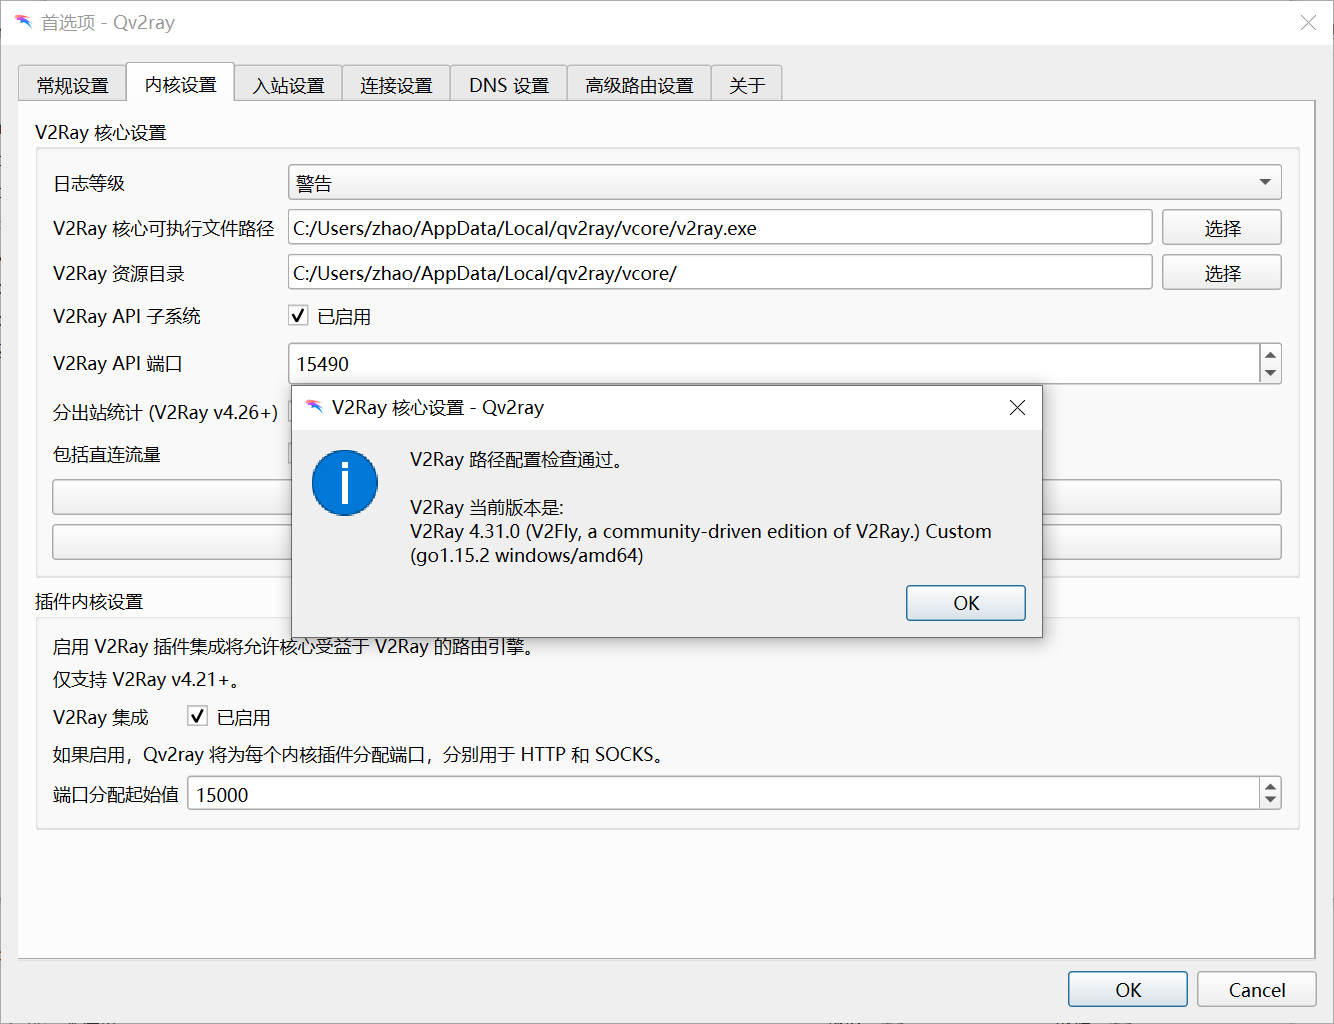 首选项 - Qv2ray
常规设置 内核设置 入站设置 连接设置 DNS 设置 高级路由设置 关于
V2Ray 核心设置
日志等级 警告
V2Ray 核心可执行文件路径 C:/Users/zhao/AppData/Local/qv2ray/vcore/v2ray.exe 选择
V2Ray 资源目录 C:/Users/zhao/AppData/Local/qv2ray/vcore/ 选择
V2Ray API 子系统 已启用
V2Ray API 端口 15490
分出站统计 (V2Ray v4.26+)
包括直连流量
V2Ray 核心设置 - Qv2ray
V2Ray 路径配置检查通过。
V2Ray 当前版本是:
V2Ray 4.31.0 (V2Fly, a community-driven edition of V2Ray.) Custom
(go1.15.2 windows/amd64)
OK
插件内核设置
启用 V2Ray 插件集成将允许核心受益于 V2Ray 的路由引擎。
仅支持 V2Ray v4.21+。
V2Ray 集成 已启用
如果启用，Qv2ray 将为每个内核插件分配端口，分别用于 HTTP 和 SOCKS。
端口分配起始值 15000
OK Cancel